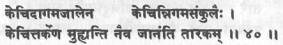 केचिदागमजालेन केचिन्निगमसंकुलैः ।
केचित्तर्केण मुह्यन्ति नैव जानंति तारकम् ॥ ४० ॥